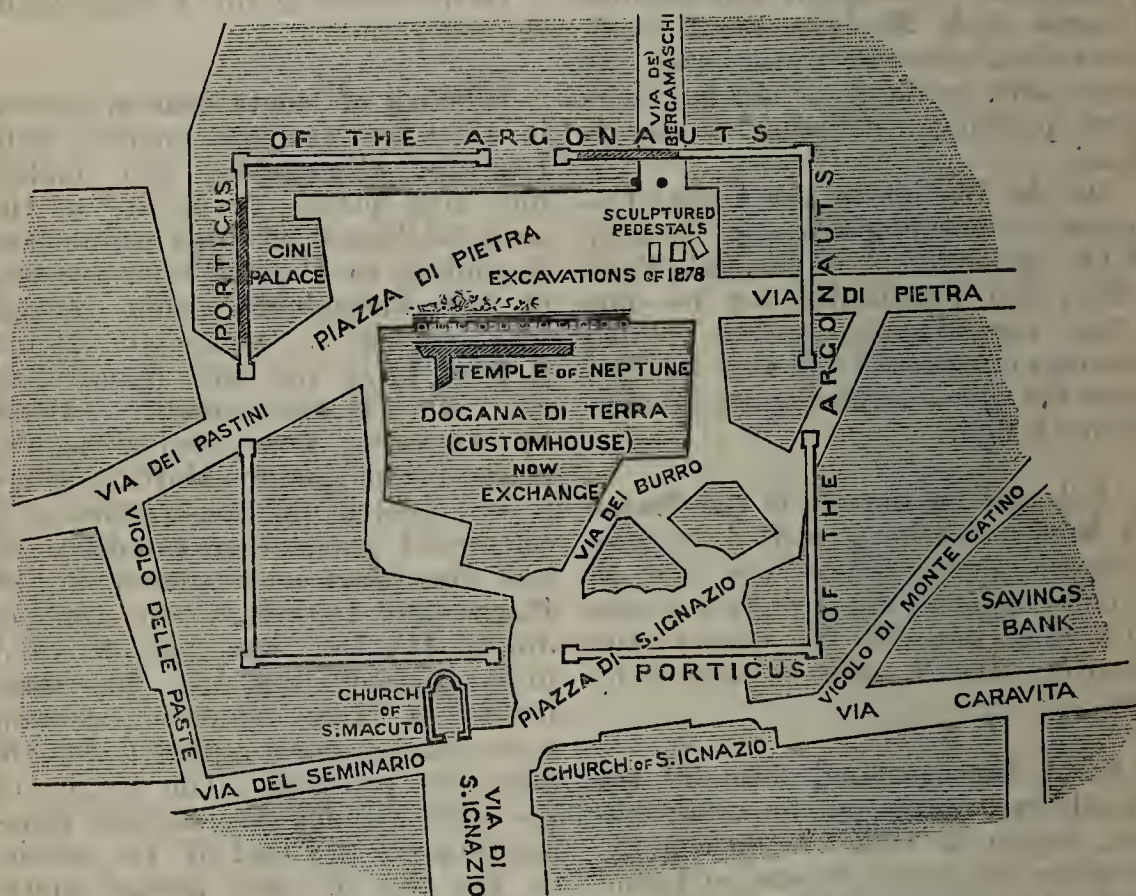 VIA DE'
BERGAMASCHI
OF THE ARGONAUTS
PORTICUS
CINI
PALACE
PIAZZA DI PIETRA
SCULPTURED
PEDESTALS
EXCAVATIONS OF 1878
VIA DI PIETRA
OF THE ARGONAUTS
TEMPLE OF NEPTUNE
DOGANA DI TERRA
(CUSTOMHOUSE)
NOW
EXCHANGE
VIA DEI PASTINI
VIA DEI BURRO
VICOLO DELLE PASTE
VICOLO DI MONTE CATINO
SAVINGS
BANK
PIAZZA DI S. IGNAZIO
PORTICUS
CHURCH
OF
S. MACUTO
VIA CARAVITA
VIA DEL SEMINARIO
CHURCH OF S. IGNAZIO
VIA DI
S. IGNAZIO